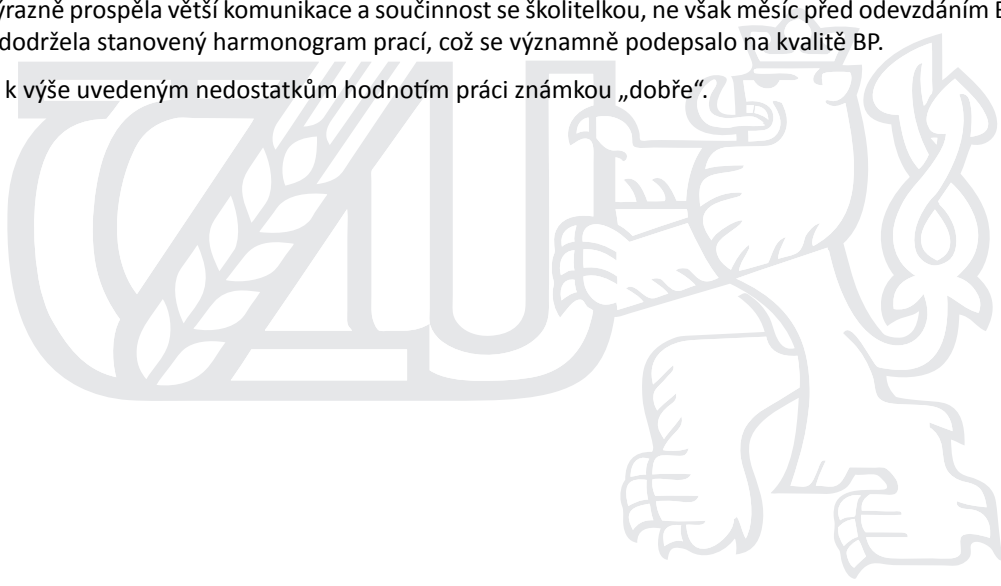 ýrazně prospěla větší komunikace a součinnost se školitelkou, ne však měsíc před odevzdáním
dodržela stanovený harmonogram prací, což se významně podepsalo na kvalitě BP.
k výše uvedeným nedostatkům hodnotím práci známkou „dobře“.
ČZU